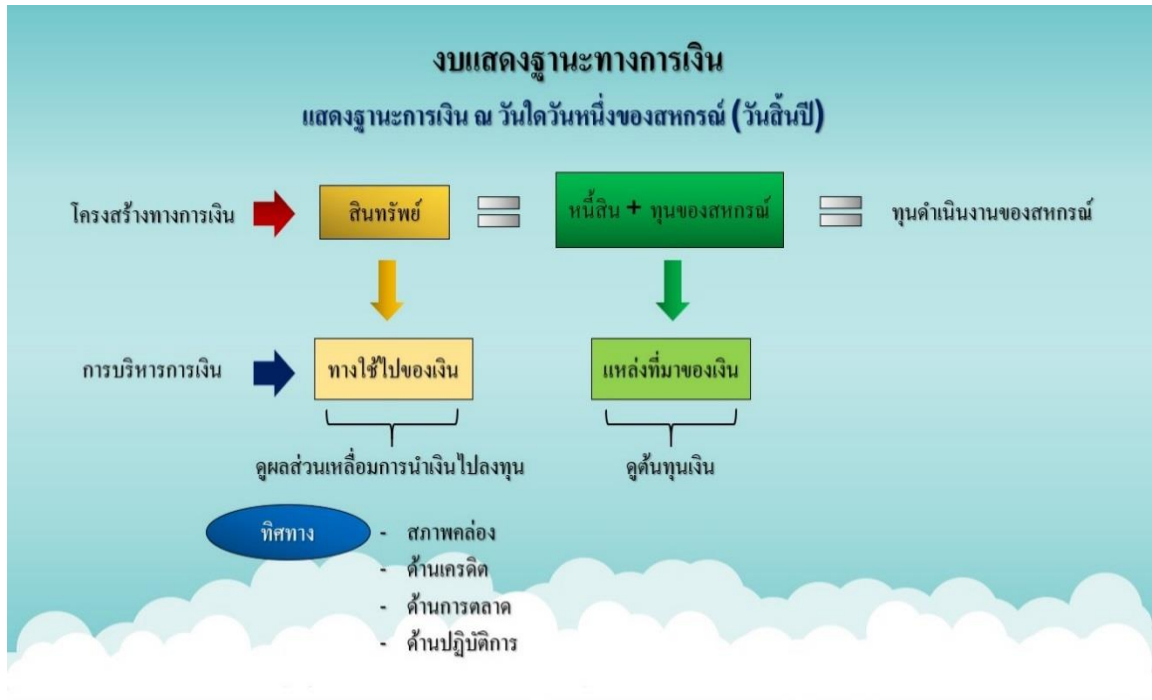 งบแสดงฐานะทางการเงิน
แสดงฐานะการเงิน ณ วันใดวันหนึ่งของสหกรณ์ (วันสิ้นปี)
โครงสร้างทางการเงิน
สินทรัพย์
หนี้สิน + ทุนของสหกรณ์
ทุนดำเนินงานของสหกรณ์
การบริหารการเงิน
ทางใช้ไปของเงิน
แหล่งที่มาของเงิน
ดูผลส่วนเหลื่อมการนำเงินไปลงทุน
ดูต้นทุนเงิน
ทิศทาง
- สภาพคล่อง
- ด้านเครดิต
- ด้านการตลาด
- ด้านปฏิบัติการ